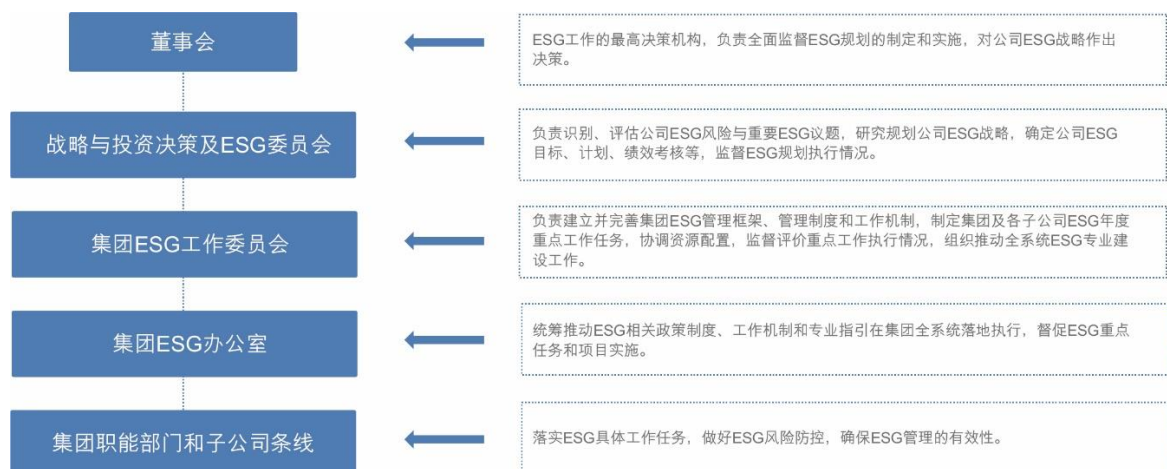 董事会
ESG工作的最高决策机构，负责全面监督ESG规划的制定和实施，对公司ESG战略作出
决策。
战略与投资决策及ESG委员会
负责识别、评估公司ESG风险与重要ESG议题，研究规划公司ESG战略，确定公司ESG
目标、计划、绩效考核等，监督ESG规划执行情况。
集团ESG工作委员会
负责建立并完善集团ESG管理框架、管理制度和工作机制，制定集团及各子公司ESG年度
重点工作任务，协调资源配置，监督评价重点工作执行情况，组织推动全系统ESG专业建
设工作。
集团ESG办公室
统筹推动ESG相关政策制度、工作机制和专业指引在集团全系统落地执行，督促ESG重点
任务和项目实施。
集团职能部门和子公司条线
落实ESG具体工作任务，做好ESG风险防控，确保ESG管理的有效性。